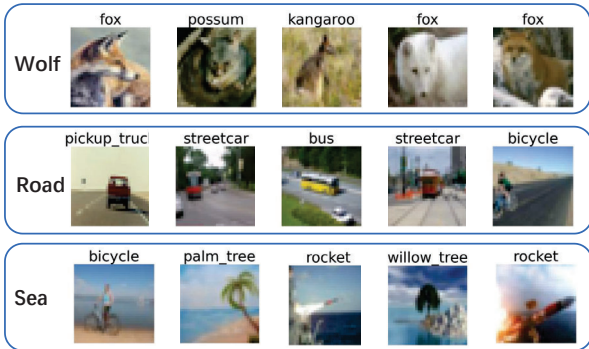 fox possum kangaroo fox fox
Wolf
pickup_truc streetcar bus streetcar bicycle
Road
bicycle palm_tree rocket willow_tree rocket
Sea